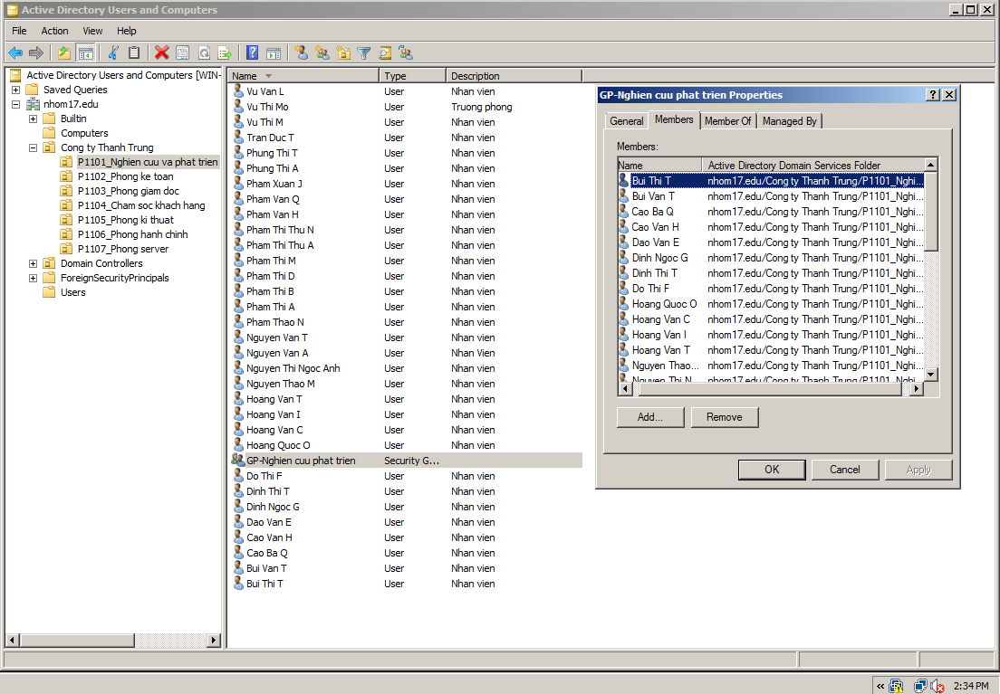 Active Directory Users and Computers
File Action View Help
Active Directory Users and Computers [WIN-
Saved Queries
nhom17.edu
Builtin
Computers
Cong ty Thanh Trung
P1101_Nghien cuu va phat trien
P1102_Phong ke toan
P1103_Phong giam doc
P1104_Cham soc khach hang
P1105_Phong ki thuat
P1106_Phong hanh chinh
P1107_Phong server
Domain Controllers
ForeignSecurityPrincipals
Users
Name Type Description
Vu Van L User Nhan vien
Vu Thi Mo User Truong phong
Vu Thi M User Nhan vien
Tran Duc T User Nhan vien
Phung Thi T User Nhan vien
Phung Thi A User Nhan vien
Pham Xuan J User Nhan vien
Pham Van Q User Nhan vien
Pham Van H User Nhan vien
Pham Thi Thu N User Nhan vien
Pham Thi Thu A User Nhan vien
Pham Thi M User Nhan vien
Pham Thi D User Nhan vien
Pham Thi B User Nhan vien
Pham Thi A User Nhan vien
Pham Thao N User Nhan vien
Nguyen Van T User Nhan vien
Nguyen Van A User Nhan vien
Nguyen Thi Ngoc Anh User Nhan vien
Nguyen Thao M User Nhan vien
Hoang Van T User Nhan vien
Hoang Van I User Nhan vien
Hoang Van C User Nhan vien
Hoang Quoc O User Nhan vien
GP-Nghien cuu phat trien Security G...
Do Thi F User Nhan vien
Dinh Thi T User Nhan vien
Dinh Ngoc G User Nhan vien
Dao Van E User Nhan vien
Cao Van H User Nhan vien
Cao Ba Q User Nhan vien
Bui Van T User Nhan vien
Bui Thi T User Nhan vien
GP-Nghien cuu phat trien Properties
General Members Member Of Managed By
Members:
Name Active Directory Domain Services Folder
Bui Thi T nhom17.edu/Cong ty Thanh Trung/P1101_Nghi...
Bui Van T nhom17.edu/Cong ty Thanh Trung/P1101_Nghi...
Cao Ba Q nhom17.edu/Cong ty Thanh Trung/P1101_Nghi...
Cao Van H nhom17.edu/Cong ty Thanh Trung/P1101_Nghi...
Dao Van E nhom17.edu/Cong ty Thanh Trung/P1101_Nghi...
Dinh Ngoc G nhom17.edu/Cong ty Thanh Trung/P1101_Nghi...
Dinh Thi T nhom17.edu/Cong ty Thanh Trung/P1101_Nghi...
Do Thi F nhom17.edu/Cong ty Thanh Trung/P1101_Nghi...
Hoang Quoc O nhom17.edu/Cong ty Thanh Trung/P1101_Nghi...
Hoang Van C nhom17.edu/Cong ty Thanh Trung/P1101_Nghi...
Hoang Van I nhom17.edu/Cong ty Thanh Trung/P1101_Nghi...
Hoang Van T nhom17.edu/Cong ty Thanh Trung/P1101_Nghi...
Nguyen Thao... nhom17.edu/Cong ty Thanh Trung/P1101_Nghi...
Nguyen Thi N... nhom17.edu/Cong ty Thanh Trung/P1101_Nghi...
Add... Remove
OK Cancel Apply
2:34 PM